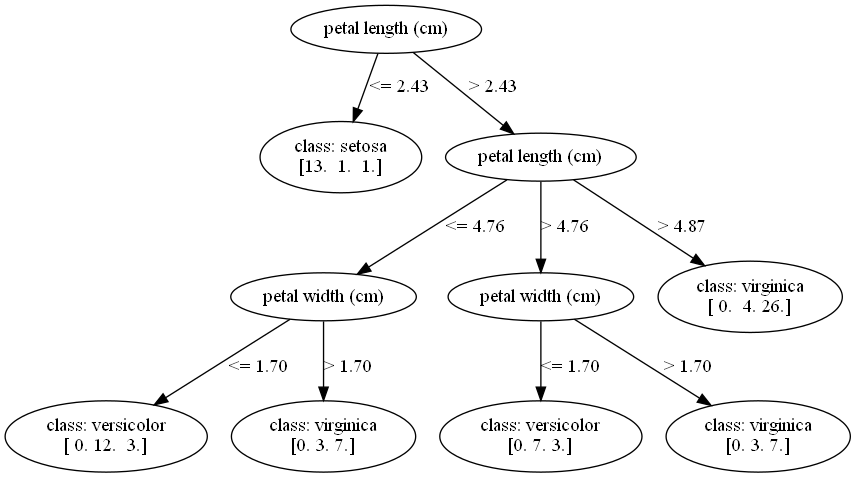 petal length (cm)
<= 2.43
> 2.43
class: setosa
[13.  1.  1.]
petal length (cm)
<= 4.76
> 4.76
> 4.87
petal width (cm)
petal width (cm)
class: virginica
[ 0.  4. 26.]
<= 1.70
> 1.70
<= 1.70
> 1.70
class: versicolor
[ 0. 12.  3.]
class: virginica
[0. 3. 7.]
class: versicolor
[0. 7. 3.]
class: virginica
[0. 3. 7.]